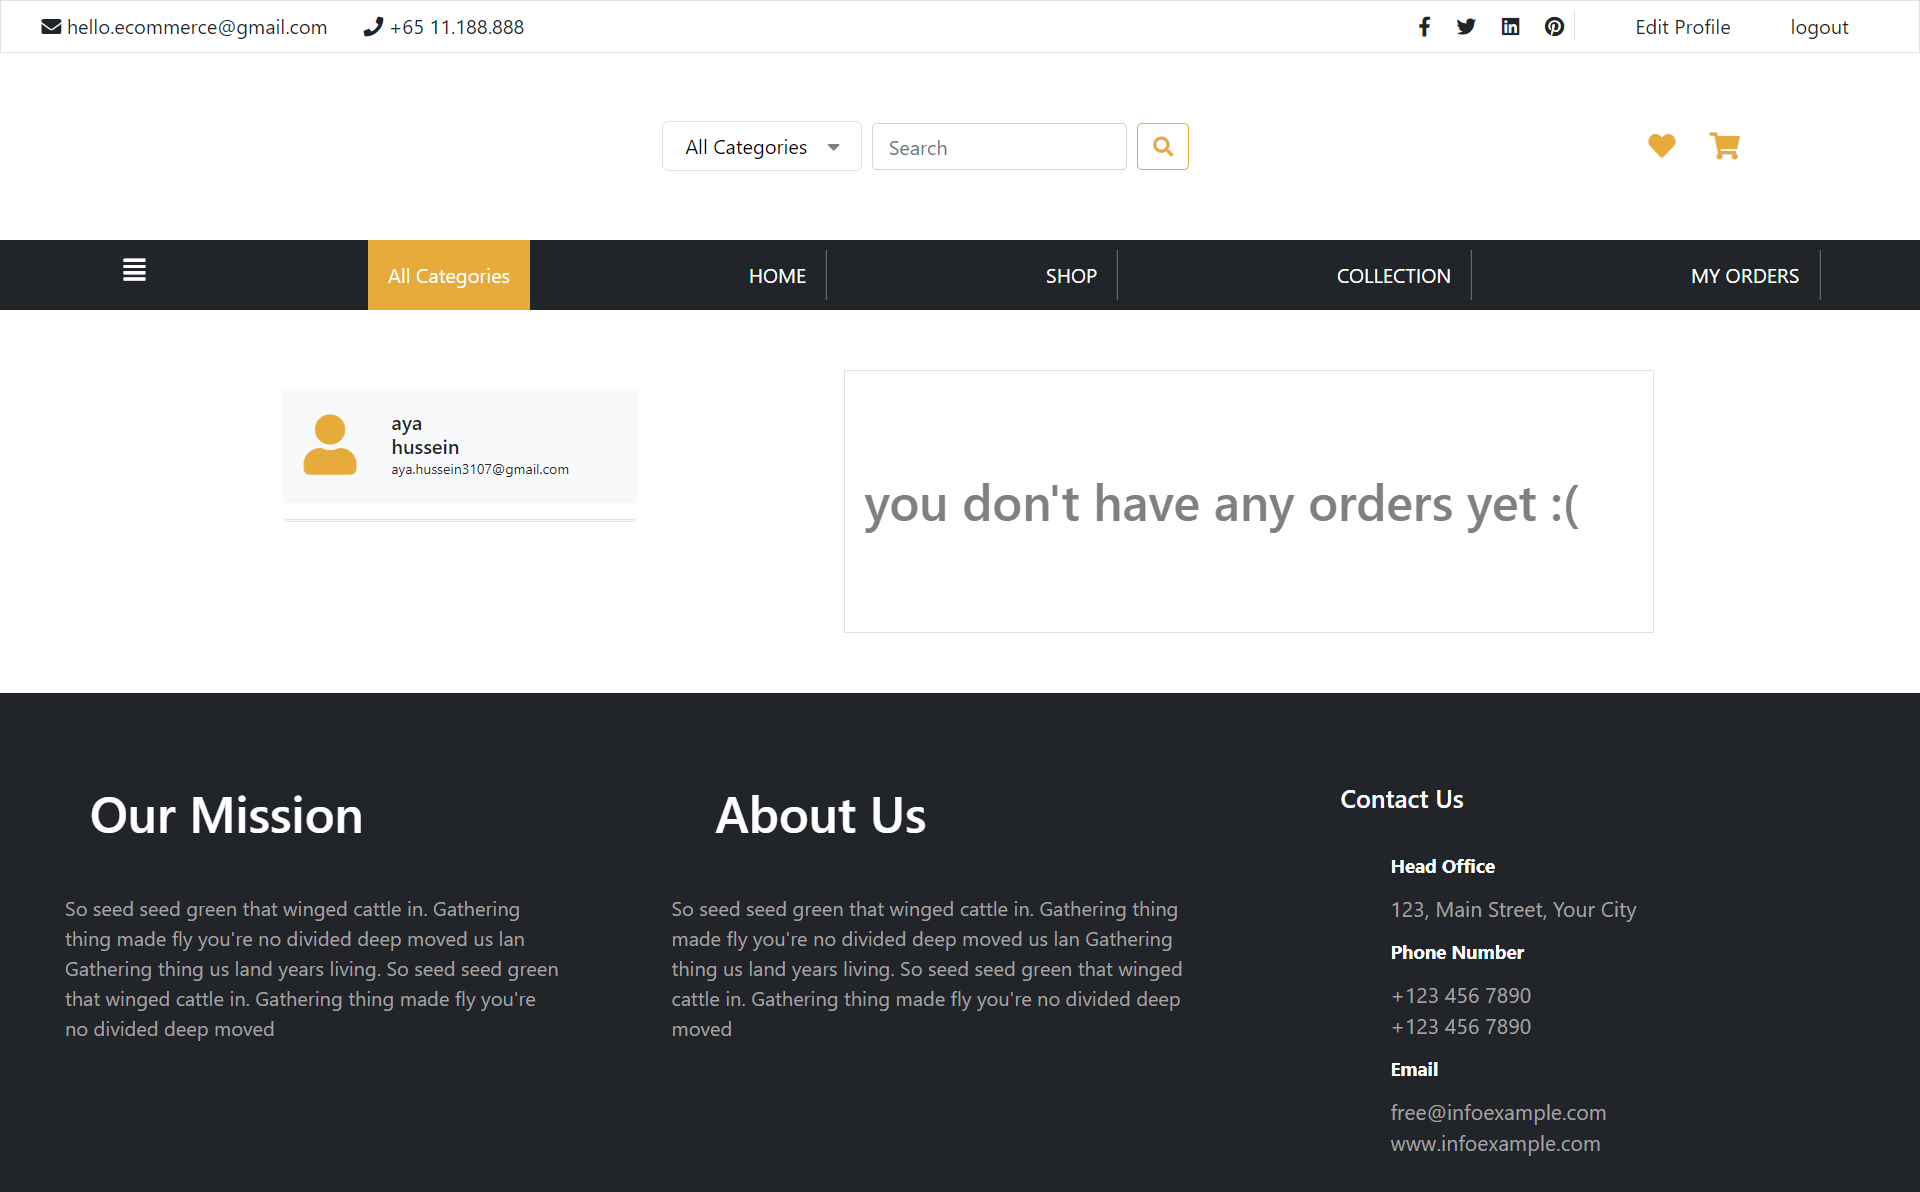 hello.ecommerce@gmail.com +65 11.188.888 Edit Profile logout
All Categories Search
All Categories HOME SHOP COLLECTION MY ORDERS
aya
hussein
aya.hussein3107@gmail.com
you don't have any orders yet :(
Our Mission
So seed seed green that winged cattle in. Gathering
thing made fly you're no divided deep moved us lan
Gathering thing us land years living. So seed seed green
that winged cattle in. Gathering thing made fly you're
no divided deep moved
About Us
So seed seed green that winged cattle in. Gathering thing
made fly you're no divided deep moved us lan Gathering
thing us land years living. So seed seed green that winged
cattle in. Gathering thing made fly you're no divided deep
moved
Contact Us
Head Office
123, Main Street, Your City
Phone Number
+123 456 7890
+123 456 7890
Email
free@infoexample.com
www.infoexample.com